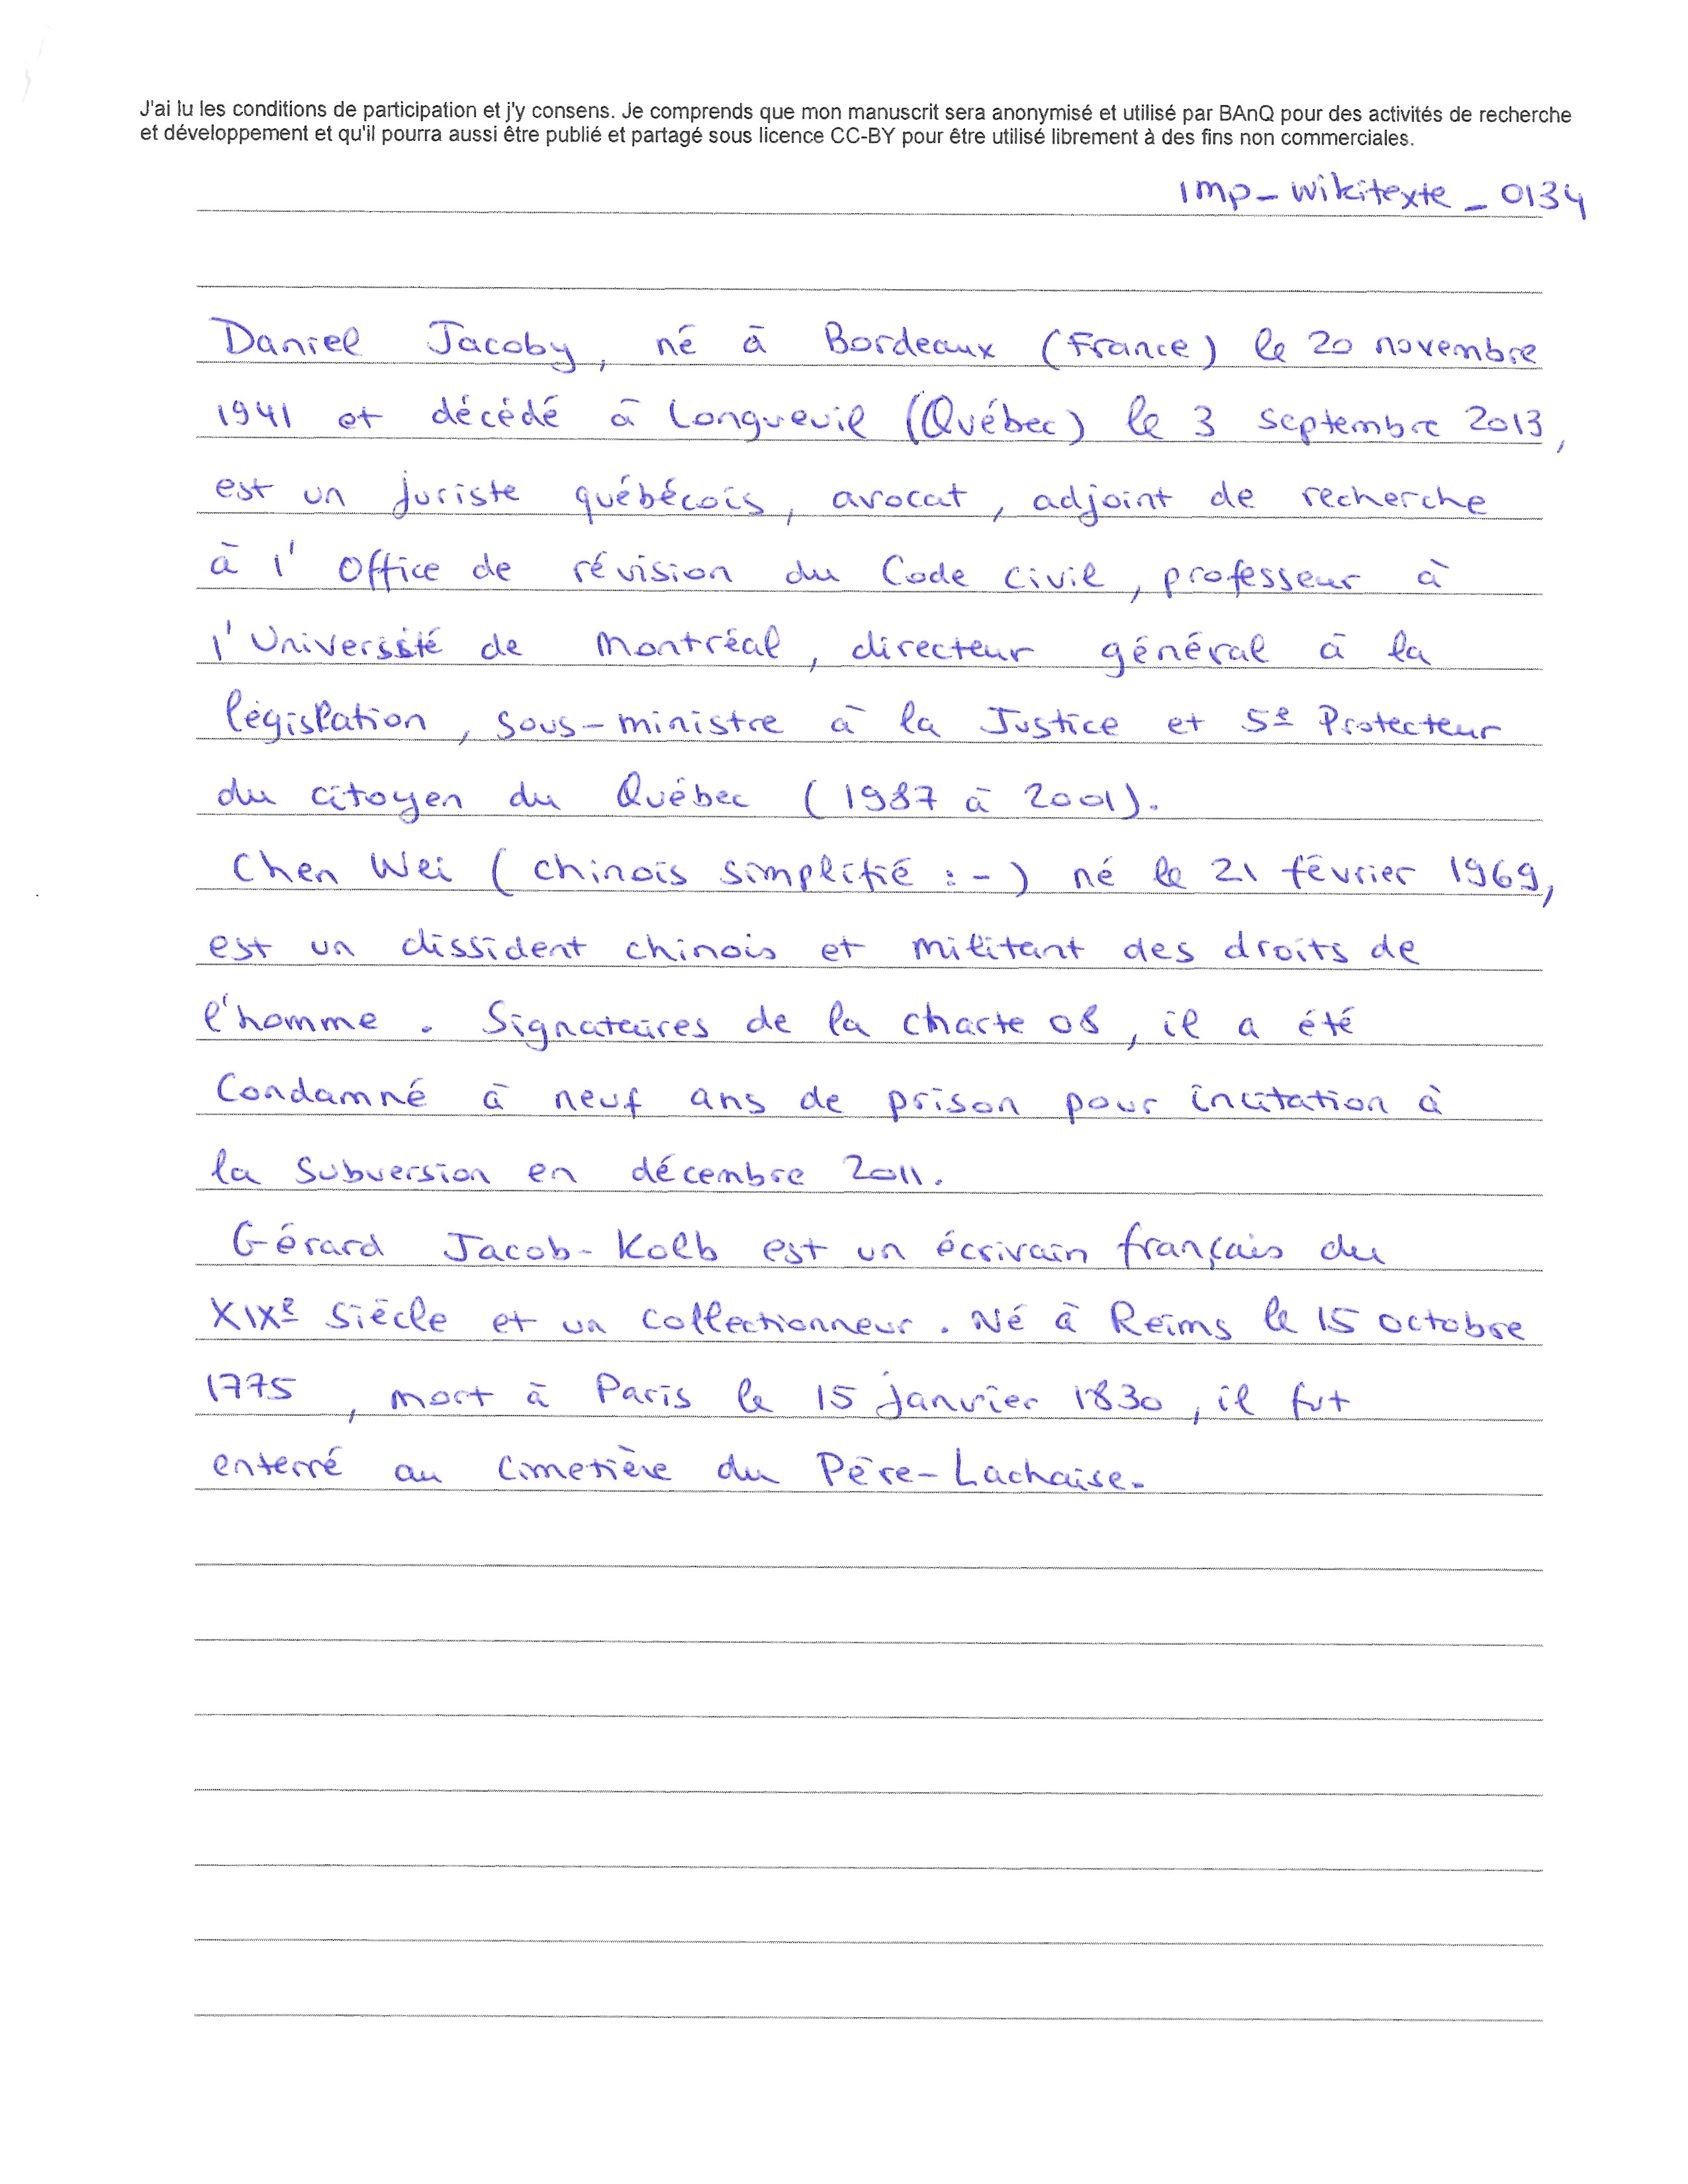 J'ai lu les conditions de participation et j'y consens. Je comprends que mon manuscrit sera anonymisé et utilisé par BAnQ pour des activités de recherche
et développement et qu'il pourra aussi être publié et partagé sous licence CC-BY pour être utilisé librement à des fins non commerciales.
imp_wikitexte_0134
Daniel Jacoby, né à Bordeaux (France) le 20 novembre
1941 et décédé à Longueuil (Québec) le 3 septembre 2013,
est un juriste québécois, avocat, adjoint de recherche
à l'Office de révision du Code civil, professeur à
l'Université de Montréal, directeur général à la
législation, sous-ministre à la Justice et 5e Protecteur
du citoyen du Québec (1987 à 2001).
Chen Wei (chinois simplifié : -) né le 21 février 1969,
est un dissident chinois et militant des droits de
l'homme. Signataires de la charte 08, il a été
Condamné à neuf ans de prison pour incitation à
la subversion en décembre 2011.
Gérard Jacob-Kolb est un écrivain français du
XIXe siècle et un collectionneur. Né à Reims le 15 octobre
1775, mort à Paris le 15 janvier 1830, il fut
enterré au cimetière du Père-Lachaise.